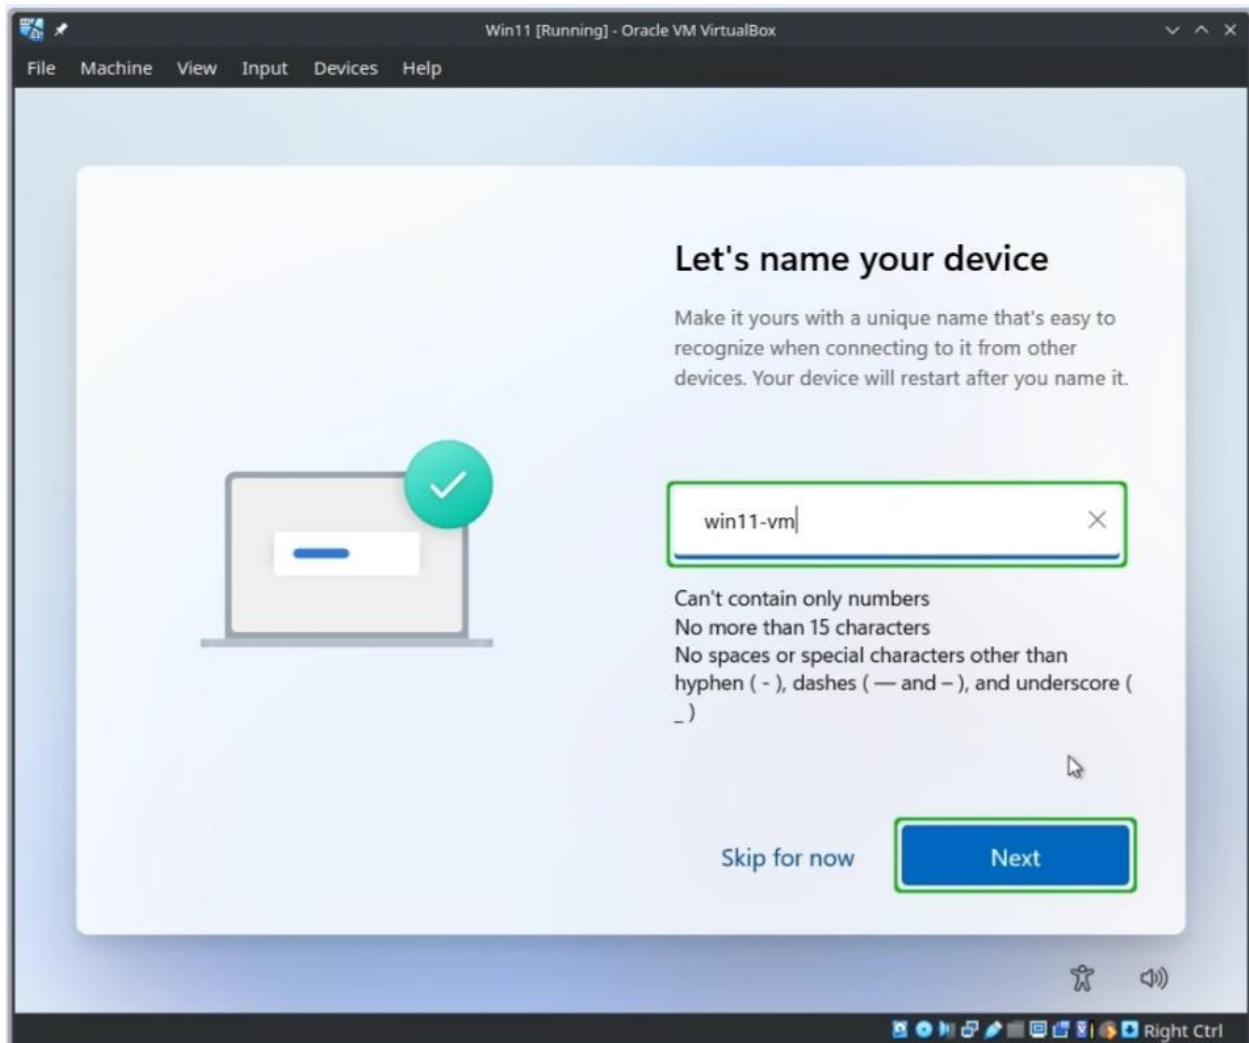 Win11 [Running] - Oracle VM VirtualBox
File Machine View Input Devices Help
Let's name your device
Make it yours with a unique name that's easy to
recognize when connecting to it from other
devices. Your device will restart after you name it.
win11-vm
Can't contain only numbers
No more than 15 characters
No spaces or special characters other than
hyphen ( - ), dashes ( — and – ), and underscore (
_ )
Skip for now Next
Right Ctrl